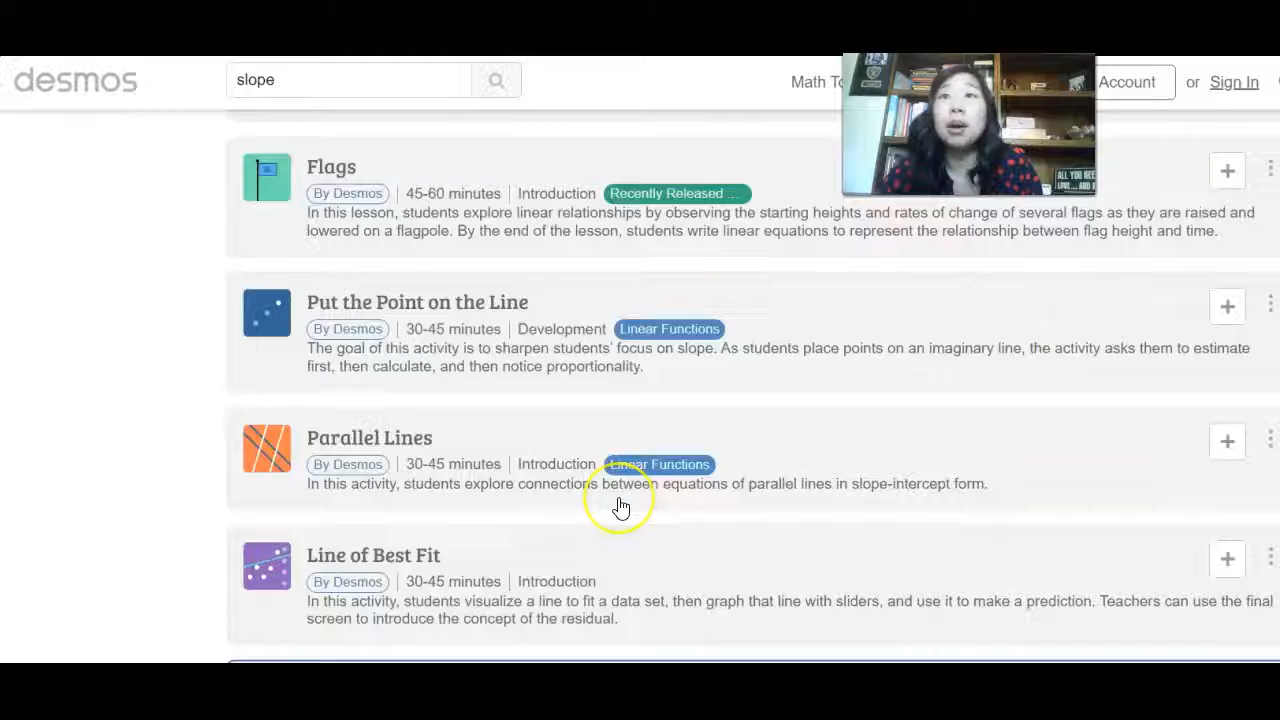 desmos
slope
Math To
Account
or
Sign In
Flags
By Desmos
45-60 minutes
Introduction
Recently Released ...
In this lesson, students explore linear relationships by observing the starting heights and rates of change of several flags as they are raised and
lowered on a flagpole. By the end of the lesson, students write linear equations to represent the relationship between flag height and time.
Put the Point on the Line
By Desmos
30-45 minutes
Development
Linear Functions
The goal of this activity is to sharpen students' focus on slope. As students place points on an imaginary line, the activity asks them to estimate
first, then calculate, and then notice proportionality.
Parallel Lines
By Desmos
30-45 minutes
Introduction
Linear Functions
In this activity, students explore connections between equations of parallel lines in slope-intercept form.
Line of Best Fit
By Desmos
30-45 minutes
Introduction
In this activity, students visualize a line to fit a data set, then graph that line with sliders, and use it to make a prediction. Teachers can use the final
screen to introduce the concept of the residual.
ALL YOU NEED